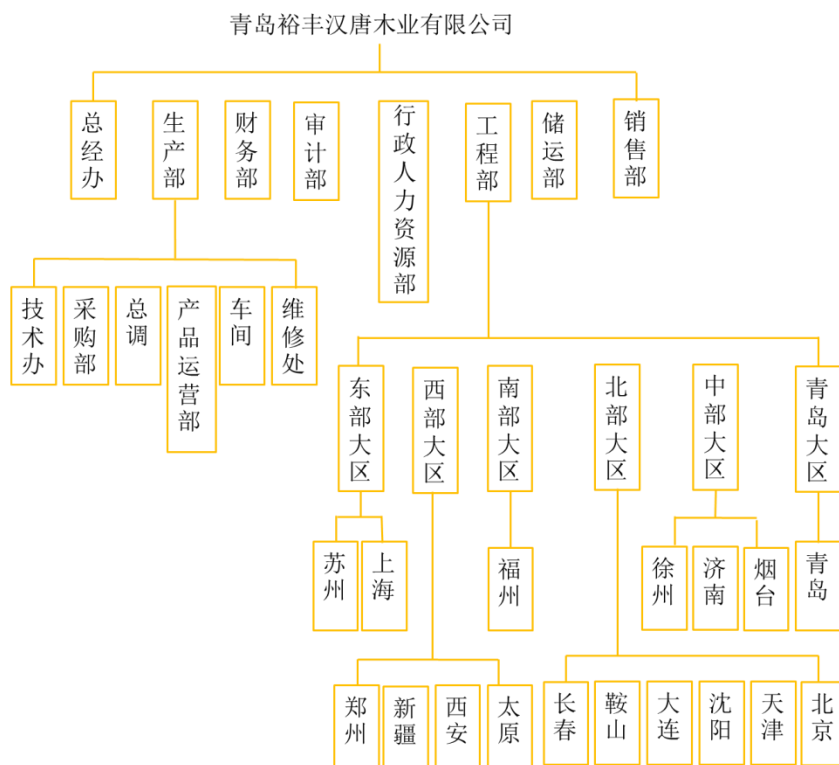 青岛裕丰汉唐木业有限公司
总经办
生产部
财务部
审计部
行政人力资源部
工程部
储运部
销售部
技术办
采购部
总调
产品运营部
车间
维修处
东部大区
西部大区
南部大区
北部大区
中部大区
青岛大区
苏州
上海
福州
徐州
济南
烟台
青岛
郑州
新疆
西安
太原
长春
鞍山
大连
沈阳
天津
北京